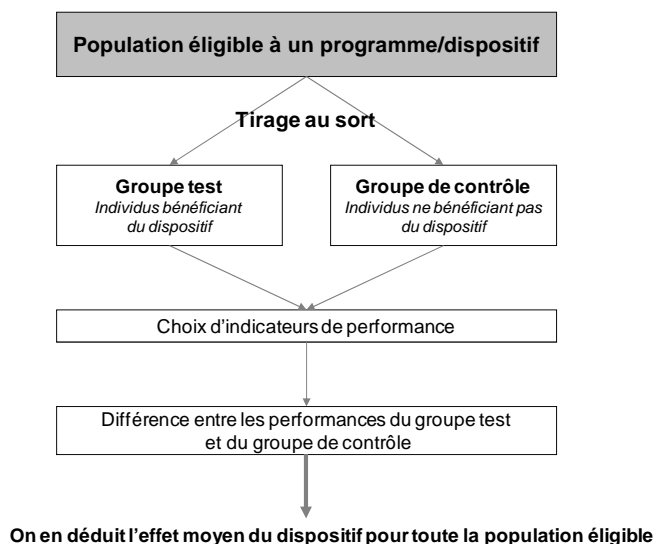 Population éligible à un programme/dispositif
Tirage au sort
Groupe test
Individus bénéficiant
du dispositif
Groupe de contrôle
Individus ne bénéficiant pas
du dispositif
Choix d'indicateurs de performance
Différence entre les performances du groupe test
et du groupe de contrôle
On en déduit l'effet moyen du dispositif pour toute la population éligible